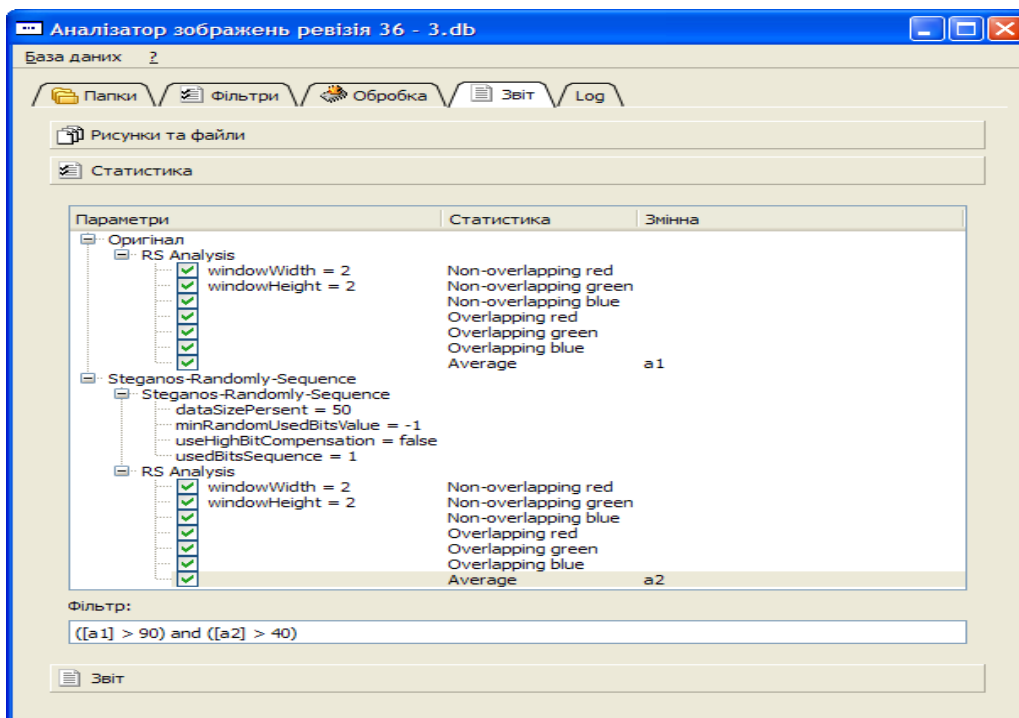 Аналізатор зображень ревізія 36 - 3.db
База даних ?
Папки Фільтри Обробка Звіт Log
Рисунки та файли
Статистика
Параметри Статистика Змінна
Оригінал
RS Analysis
windowWidth = 2 Non-overlapping red
windowHeight = 2 Non-overlapping green
Non-overlapping blue
Overlapping red
Overlapping green
Overlapping blue
Average a1
Steganos-Randomly-Sequence
Steganos-Randomly-Sequence
dataSizePersent = 50
minRandomUsedBitsValue = -1
useHighBitCompensation = false
usedBitsSequence = 1
RS Analysis
windowWidth = 2 Non-overlapping red
windowHeight = 2 Non-overlapping green
Non-overlapping blue
Overlapping red
Overlapping green
Overlapping blue
Average a2
Фільтр:
([a1] > 90) and ([a2] > 40)
Звіт